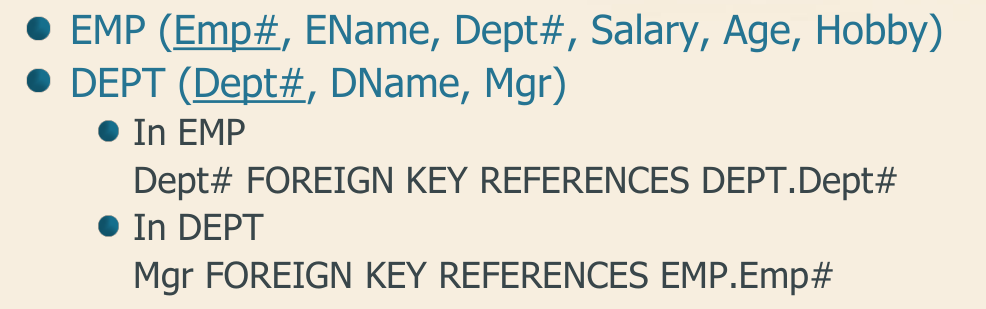 EMP (Emp#, EName, Dept#, Salary, Age, Hobby)
DEPT (Dept#, DName, Mgr)
In EMP
Dept# FOREIGN KEY REFERENCES DEPT.Dept#
In DEPT
Mgr FOREIGN KEY REFERENCES EMP.Emp#